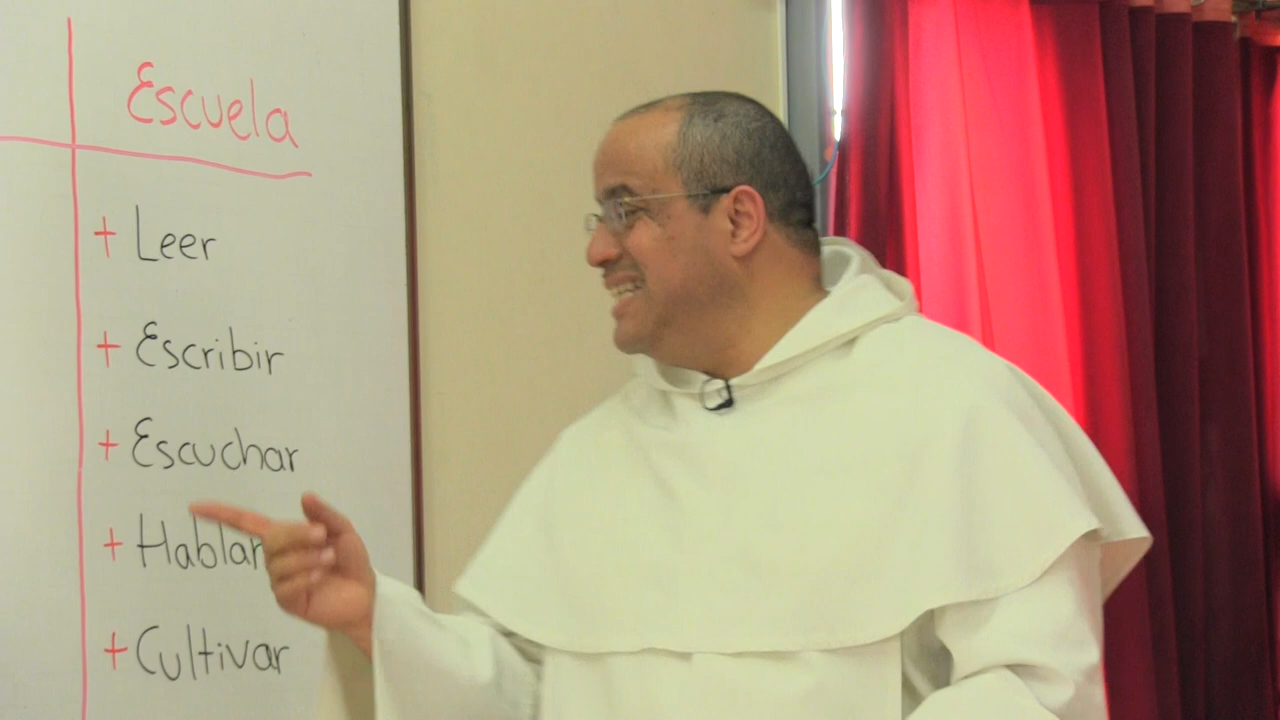 Escuela
+ Leer
+ Escribir
+ Escuchar
+ Hablar
+ Cultivar